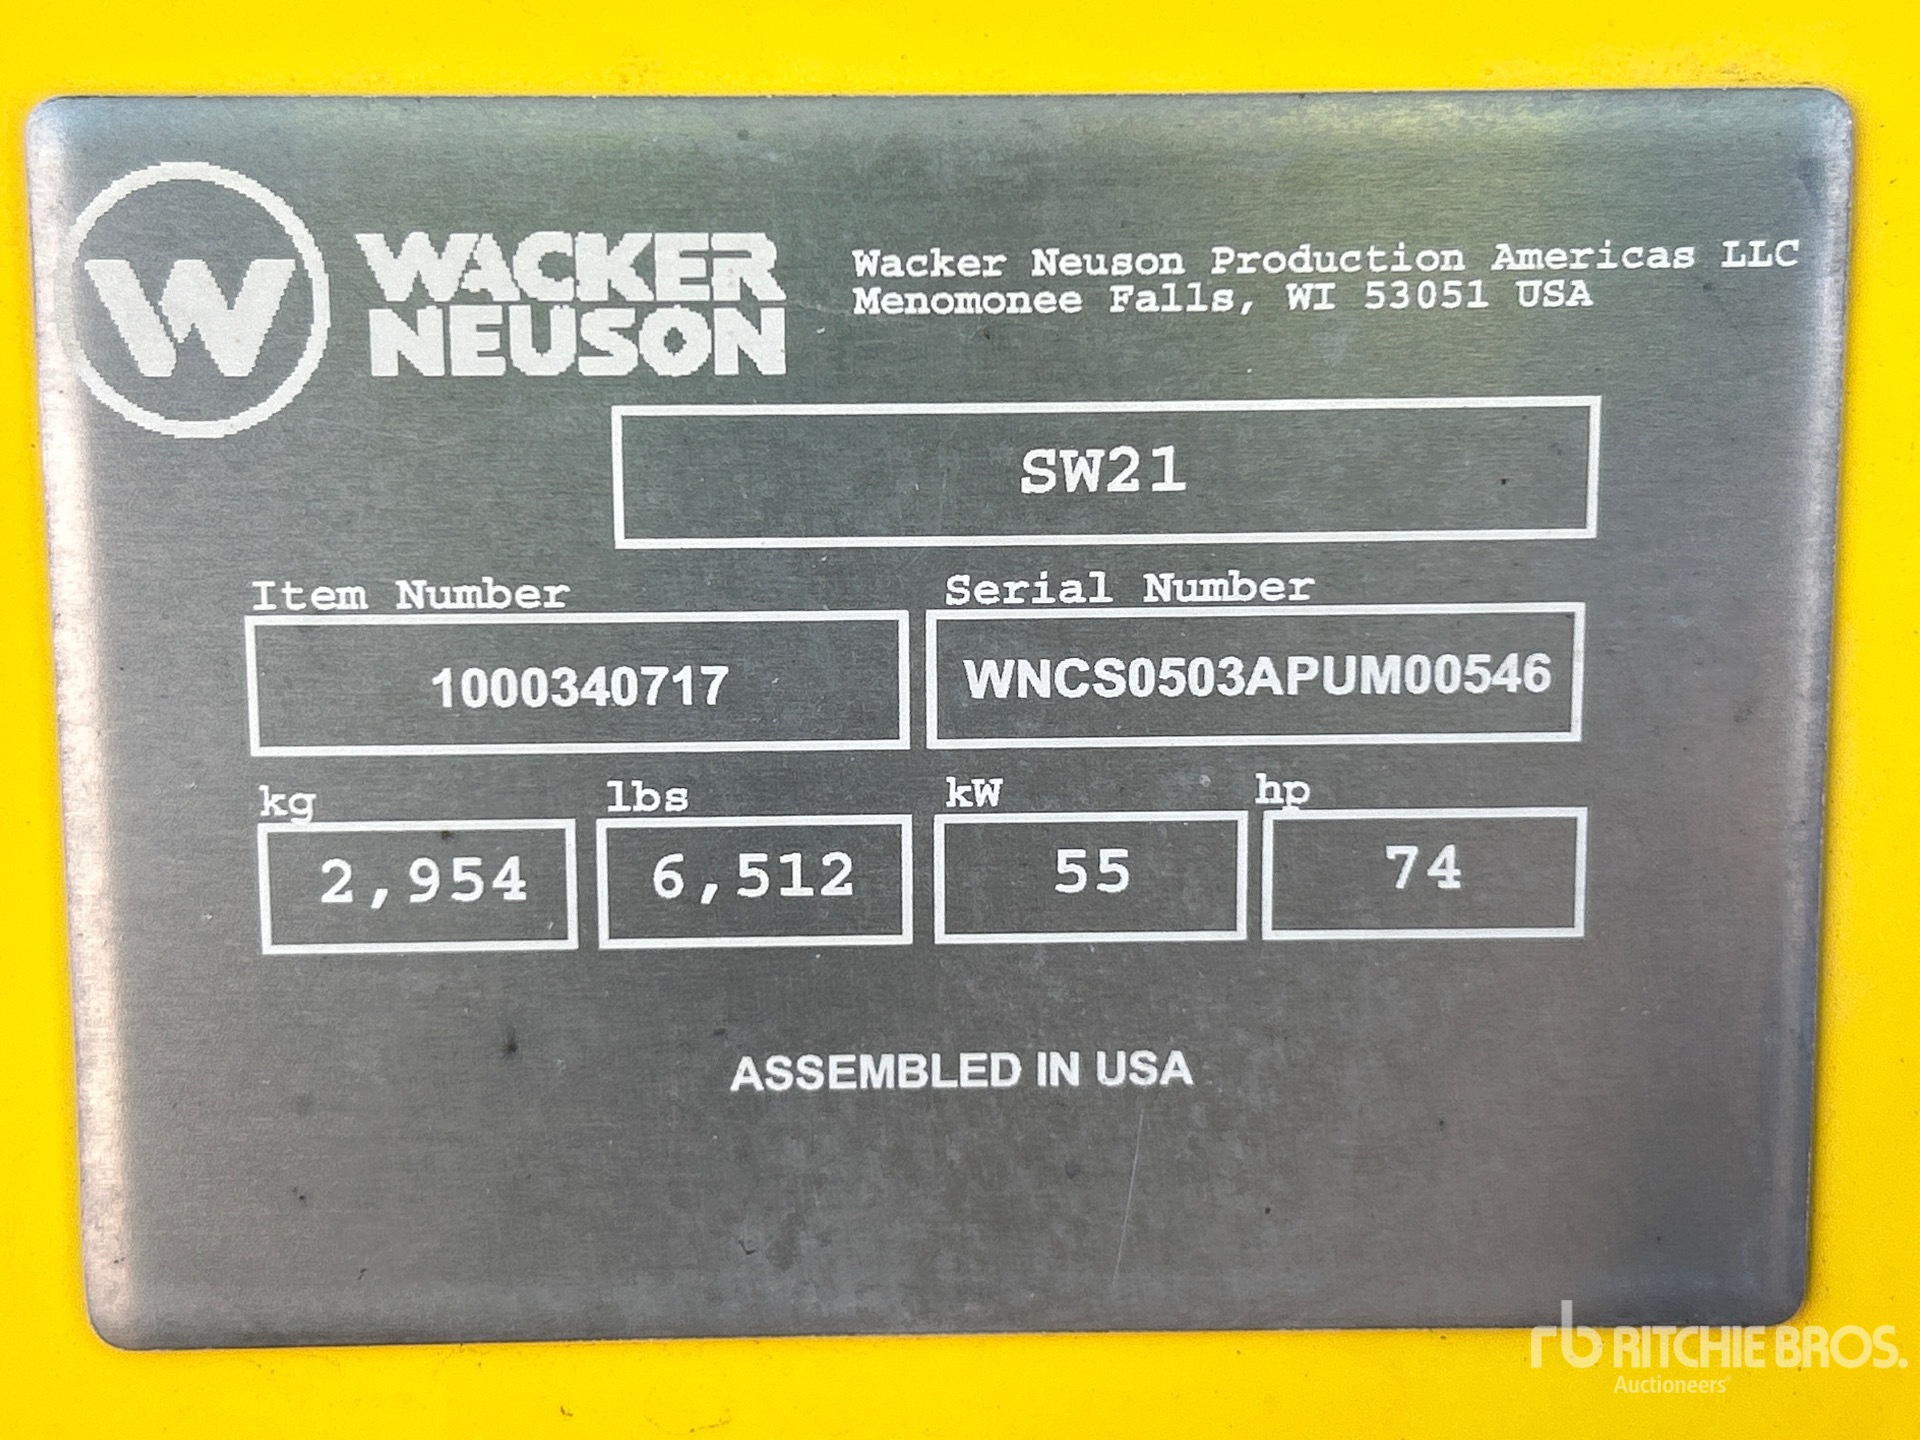 W WACKER
NEUSON
Wacker Neuson Production Americas LLC
Menomonee Falls, WI 53051 USA
SW21
Item Number Serial Number
1000340717 WNCS0503APUM00546
kg lbs kW hp
2,954 6,512 55 74
ASSEMBLED IN USA
rb RITCHIE BROS.
Auctioneers